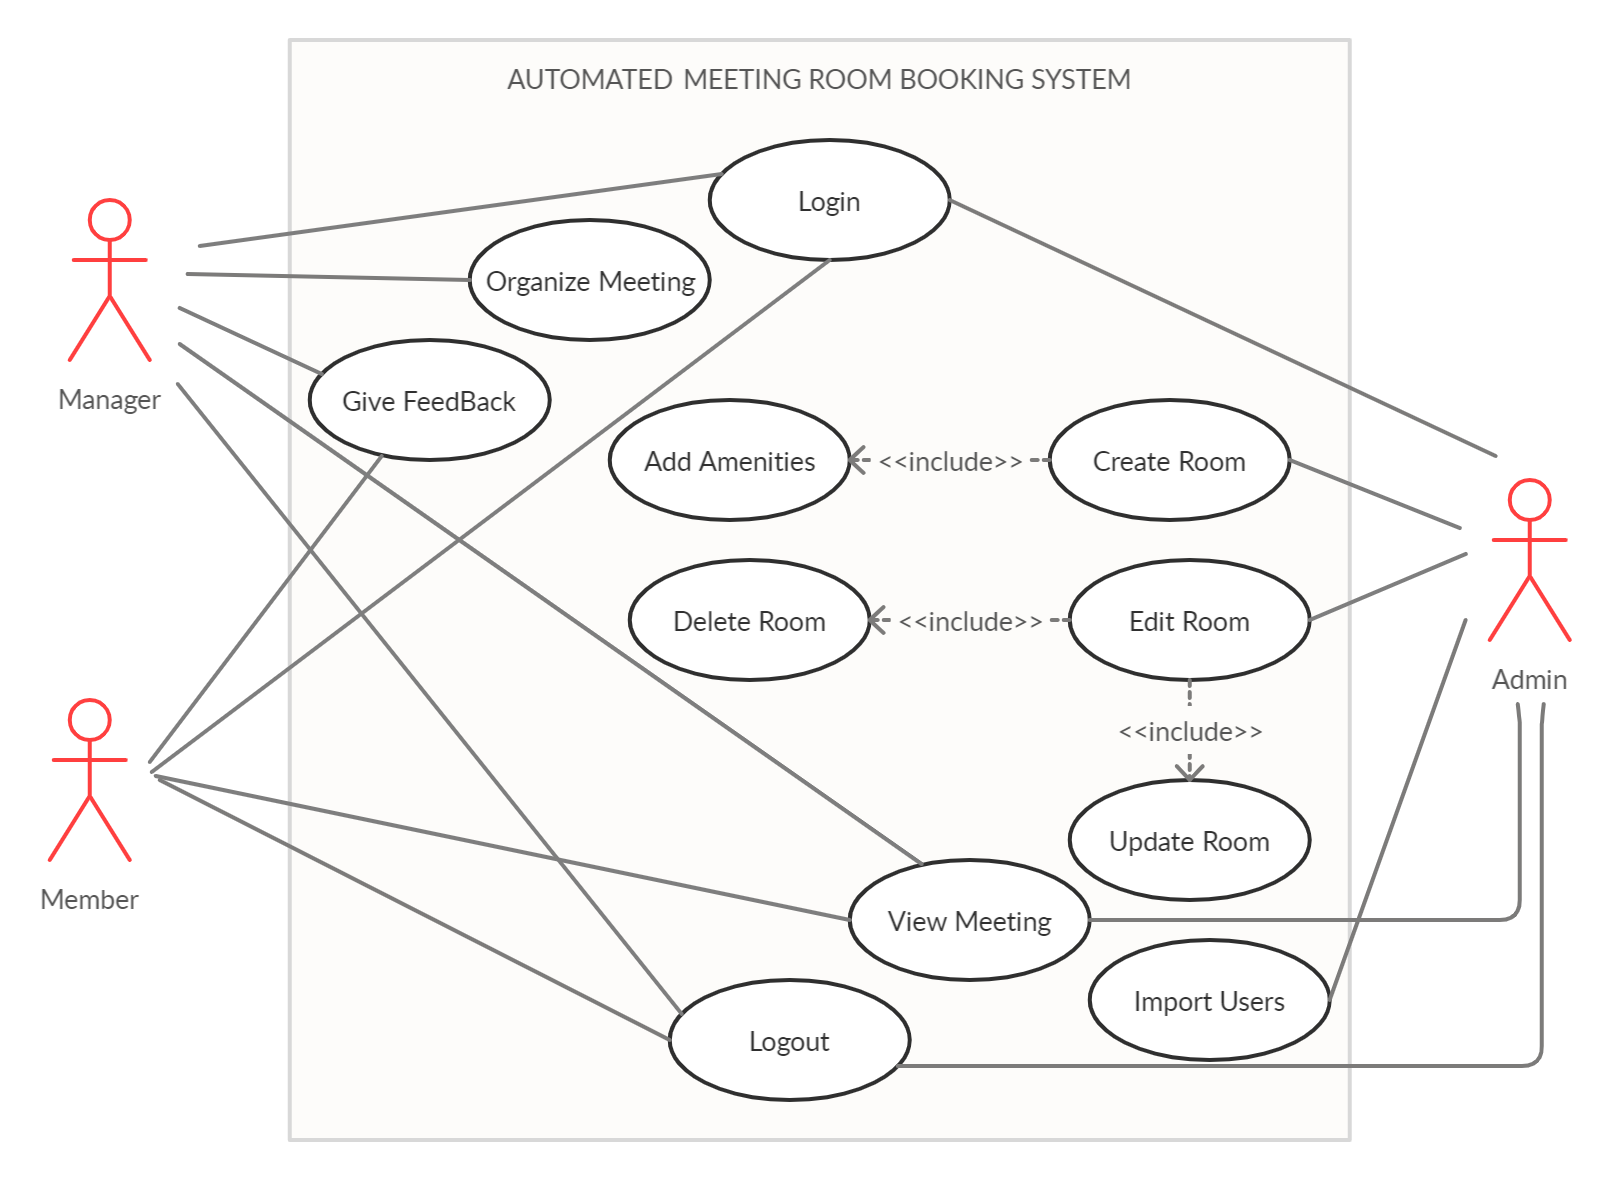 AUTOMATED MEETING ROOM BOOKING SYSTEM
Login
Organize Meeting
Manager
Give FeedBack
Add Amenities
<<include>>
Create Room
Delete Room
<<include>>
Edit Room
Admin
<<include>>
Update Room
Member
View Meeting
Import Users
Logout